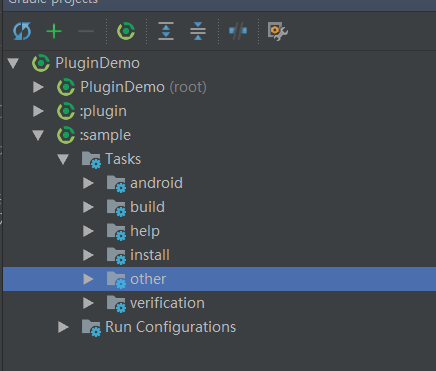 Gradle projects
PluginDemo
PluginDemo (root)
:plugin
:sample
Tasks
android
build
help
install
other
verification
Run Configurations